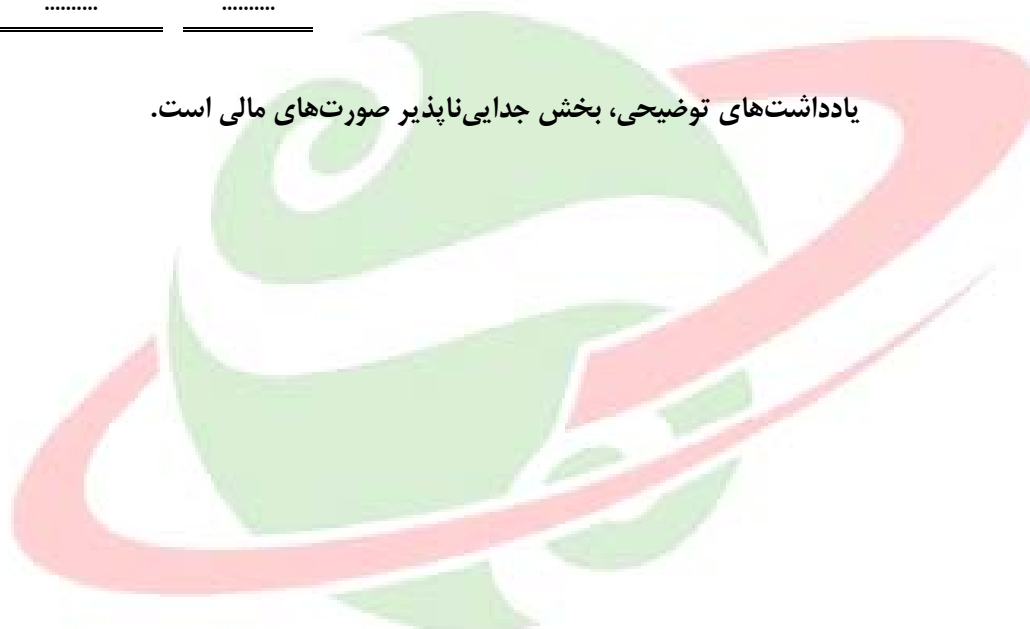 .......... ..........
یادداشت‌های توضیحی، بخش جدایی‌ناپذیر صورت‌های مالی است.